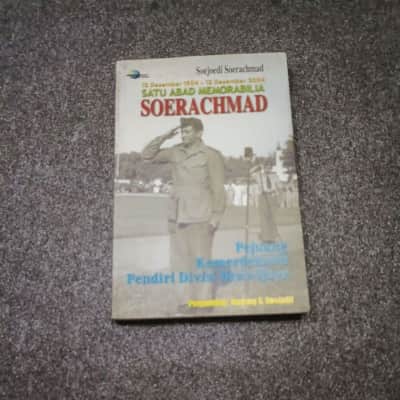 Soejoedi Soerachmad
12 Desember 1904 - 12 Desember 2004
SATU ABAD MEMORABILIA
SOERACHMAD
Pejuang
Kemerdekaan
Pendiri Divisi Brawijaya